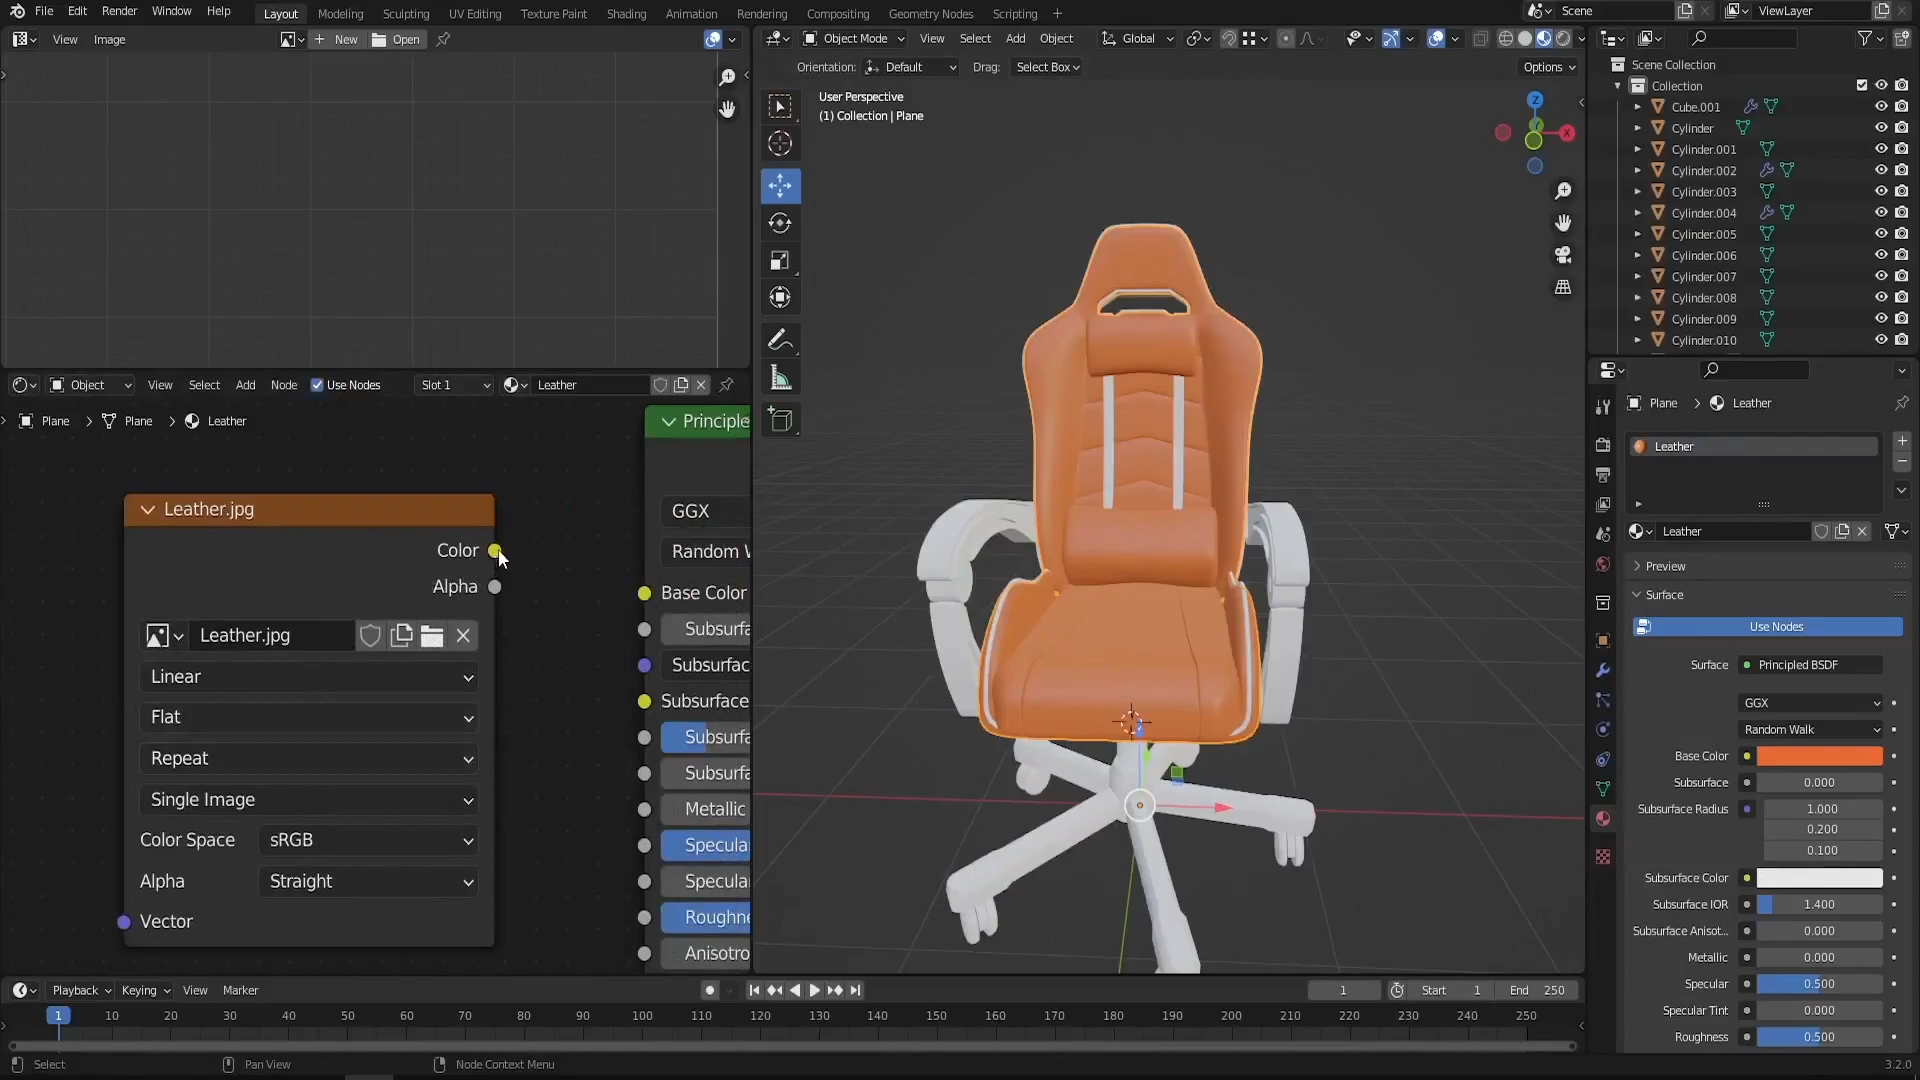 File Edit Render Window Help Layout Modeling Sculpting UV Editing Texture Paint Shading Animation Rendering Compositing Geometry Nodes Scripting + Scene ViewLayer
View Image + New Open
Object Mode View Select Add Object Global
Orientation: Default Drag: Select Box Options
User Perspective
(1) Collection | Plane
Z
Y
X
Scene Collection
Collection
Cube.001
Cylinder
Cylinder.001
Cylinder.002
Cylinder.003
Cylinder.004
Cylinder.005
Cylinder.006
Cylinder.007
Cylinder.008
Cylinder.009
Cylinder.010
Object View Select Add Node Use Nodes Slot 1 Leather
Plane > Plane > Leather
Leather.jpg
Color
Alpha
Leather.jpg
Linear
Flat
Repeat
Single Image
Color Space sRGB
Alpha Straight
Vector
Principle
GGX
Random W
Base Color
Subsurfa
Subsurfac
Subsurface
Subsurfa
Subsurfa
Metallic
Specula
Specula
Roughne
Anisotro
Plane > Leather
Leather
Leather
Preview
Surface
Use Nodes
Surface Principled BSDF
GGX
Random Walk
Base Color
Subsurface 0.000
Subsurface Radius 1.000
0.200
0.100
Subsurface Color
Subsurface IOR 1.400
Subsurface Anisot... 0.000
Metallic 0.000
Specular 0.500
Specular Tint 0.000
Roughness 0.500
Playback Keying View Marker 1 Start 1 End 250
1 10 20 30 40 50 60 70 80 90 100 110 120 130 140 150 160 170 180 190 200 210 220 230 240 250
Select Pan View Node Context Menu 3.2.0